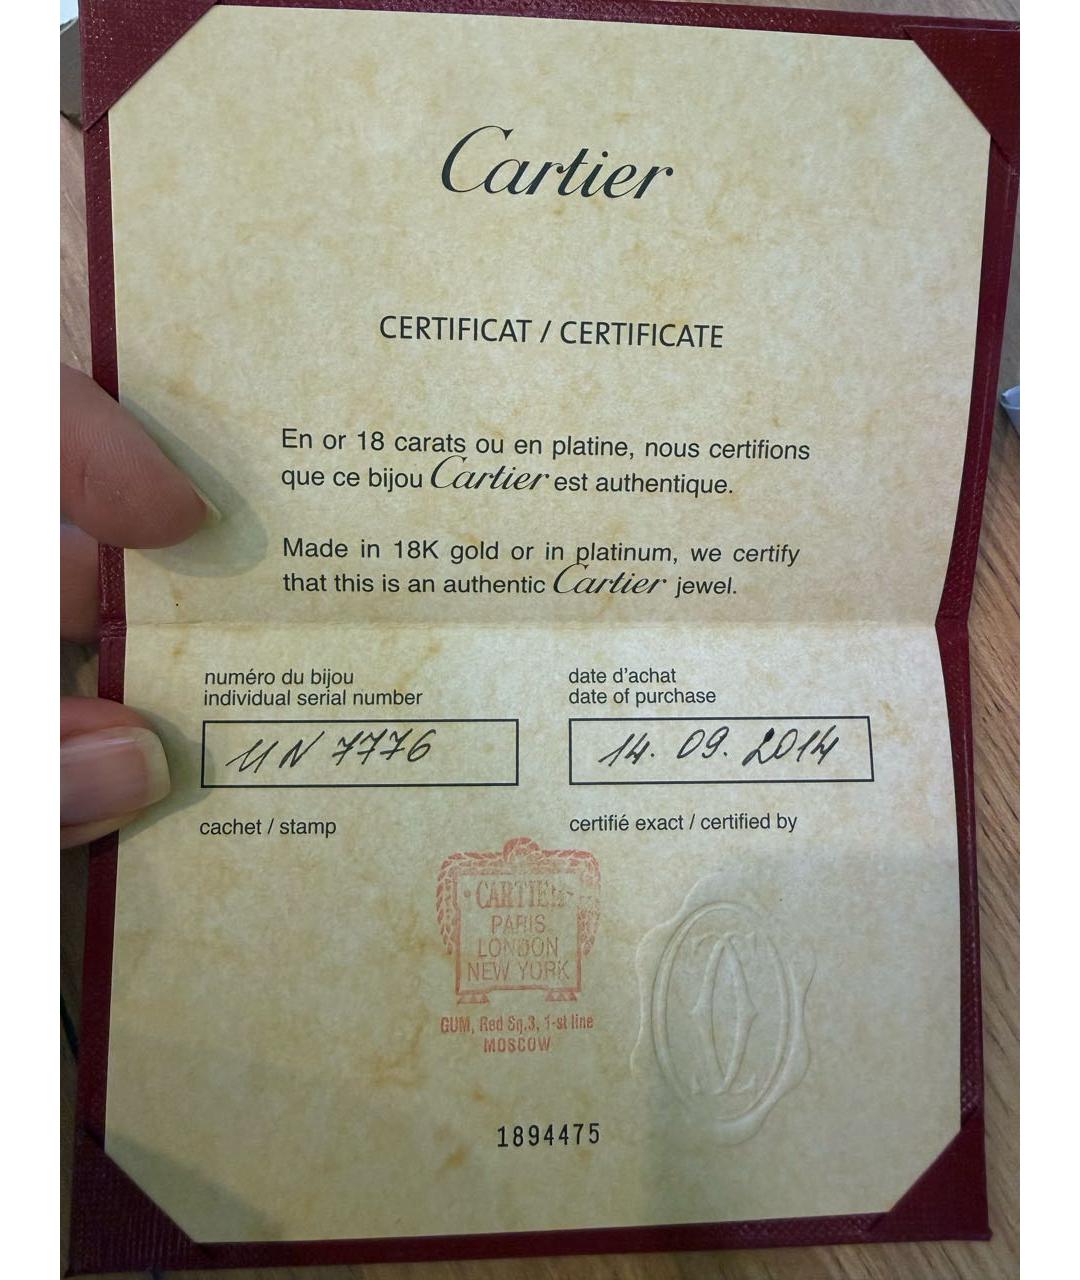 Cartier
CERTIFICAT / CERTIFICATE
En or 18 carats ou en platine, nous certifions
que ce bijou Cartier est authentique.
Made in 18K gold or in platinum, we certify
that this is an authentic Cartier jewel.
numéro du bijou
individual serial number
UN 7776
date d'achat
date of purchase
14. 09. 2014
cachet / stamp
certifié exact / certified by
CARTIER
PARIS
LONDON
NEW YORK
GUM, Red Sq.3, 1-st line
MOSCOW
1894475